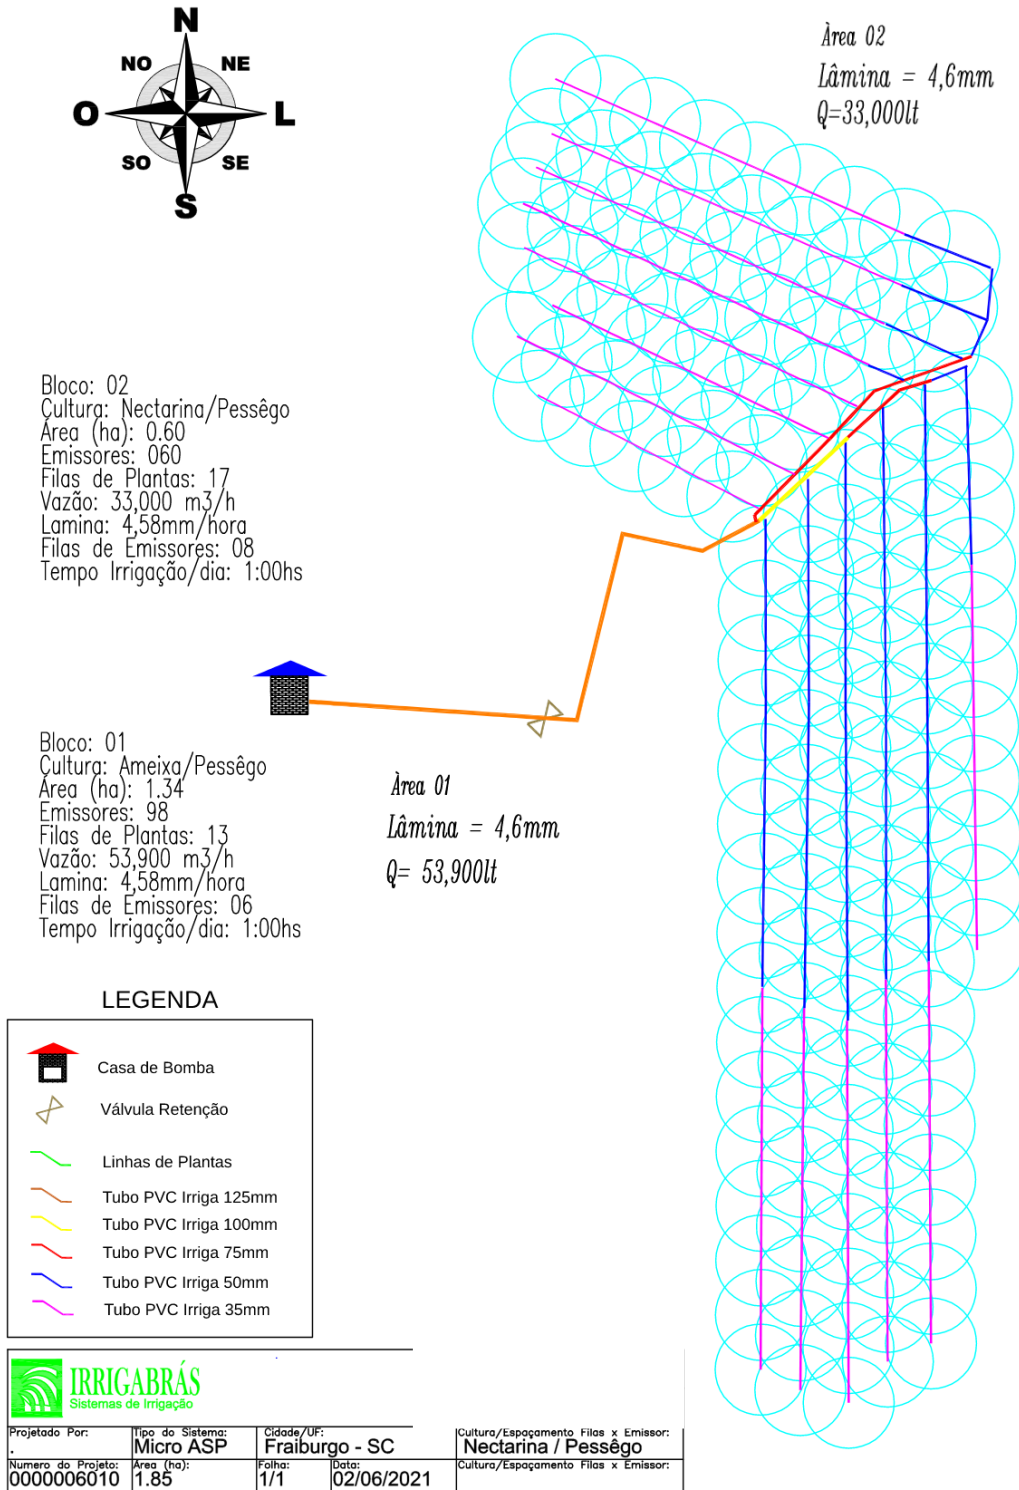 N
NO
NE
O
L
SO
SE
S
Àrea 02
Lâmina = 4,6mm
Q=33,000lt
Bloco: 02
Cultura: Nectarina/Pessêgo
Área (ha): 0.60
Emissores: 060
Filas de Plantas: 17
Vazão: 33,000 m3/h
Lamina: 4,58mm/hora
Filas de Emissores: 08
Tempo Irrigação/dia: 1:00hs
Bloco: 01
Cultura: Ameixa/Pessêgo
Área (ha): 1.34
Emissores: 98
Filas de Plantas: 13
Vazão: 53,900 m3/h
Lamina: 4,58mm/hora
Filas de Emissores: 06
Tempo Irrigação/dia: 1:00hs
Àrea 01
Lâmina = 4,6mm
Q= 53,900lt
LEGENDA
Casa de Bomba
Válvula Retenção
Linhas de Plantas
Tubo PVC Irriga 125mm
Tubo PVC Irriga 100mm
Tubo PVC Irriga 75mm
Tubo PVC Irriga 50mm
Tubo PVC Irriga 35mm
IRRIGABRÁS
Sistemas de Irrigação
Projetado Por:
.
Tipo do Sistema:
Micro ASP
Cidade/UF:
Fraiburgo - SC
Cultura/Espaçamento Filas x Emissor:
Nectarina / Pessêgo
Numero do Projeto:
0000006010
Área (ha):
1.85
Folha:
1/1
Data:
02/06/2021
Cultura/Espaçamento Filas x Emissor: